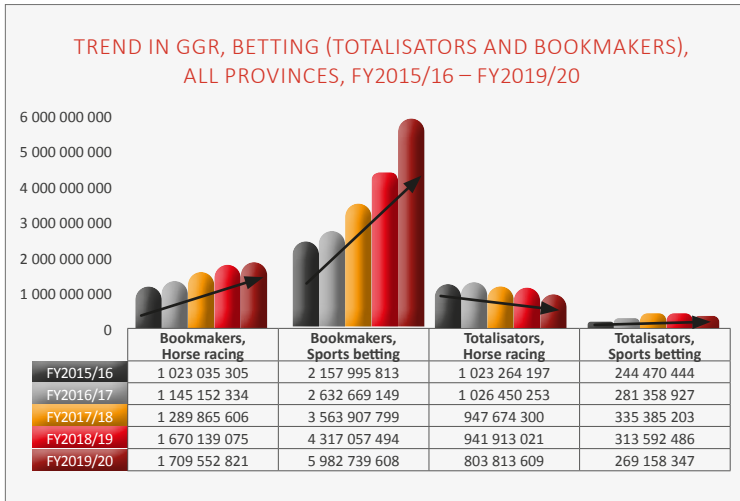 TREND IN GGR, BETTING (TOTALISATORS AND BOOKMAKERS),
ALL PROVINCES, FY2015/16 – FY2019/20
6 000 000 000
5 000 000 000
4 000 000 000
3 000 000 000
2 000 000 000
1 000 000 000
0
Bookmakers, Horse racing Bookmakers, Sports betting Totalisators, Horse racing Totalisators, Sports betting
FY2015/16 1 023 035 305 2 157 995 813 1 023 264 197 244 470 444
FY2016/17 1 145 152 334 2 632 669 149 1 026 450 253 281 358 927
FY2017/18 1 289 865 606 3 563 907 799 947 674 300 335 385 203
FY2018/19 1 670 139 075 4 317 057 494 941 913 021 313 592 486
FY2019/20 1 709 552 821 5 982 739 608 803 813 609 269 158 347